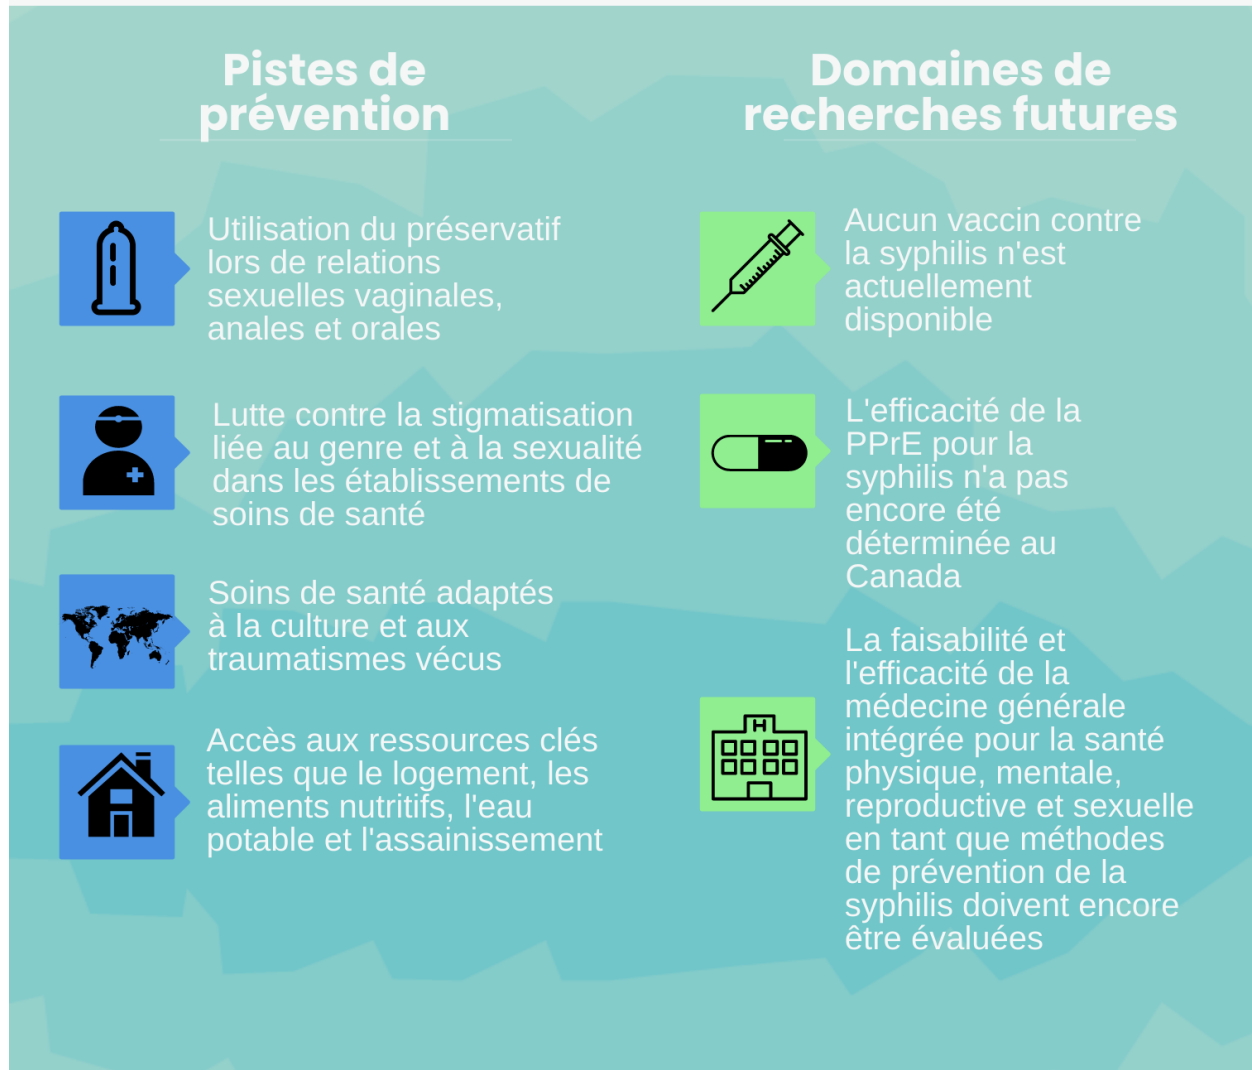 Pistes de
prévention
Utilisation du préservatif
lors de relations
sexuelles vaginales,
anales et orales
Lutte contre la stigmatisation
liée au genre et à la sexualité
dans les établissements de
soins de santé
Soins de santé adaptés
à la culture et aux
traumatismes vécus
Accès aux ressources clés
telles que le logement, les
aliments nutritifs, l'eau
potable et l'assainissement
Domaines de
recherches futures
Aucun vaccin contre
la syphilis n'est
actuellement
disponible
L'efficacité de la
PPrE pour la
syphilis n'a pas
encore été
déterminée au
Canada
H
La faisabilité et
l'efficacité de la
médecine générale
intégrée pour la santé
physique, mentale,
reproductive et sexuelle
en tant que méthodes
de prévention de la
syphilis doivent encore
être évaluées